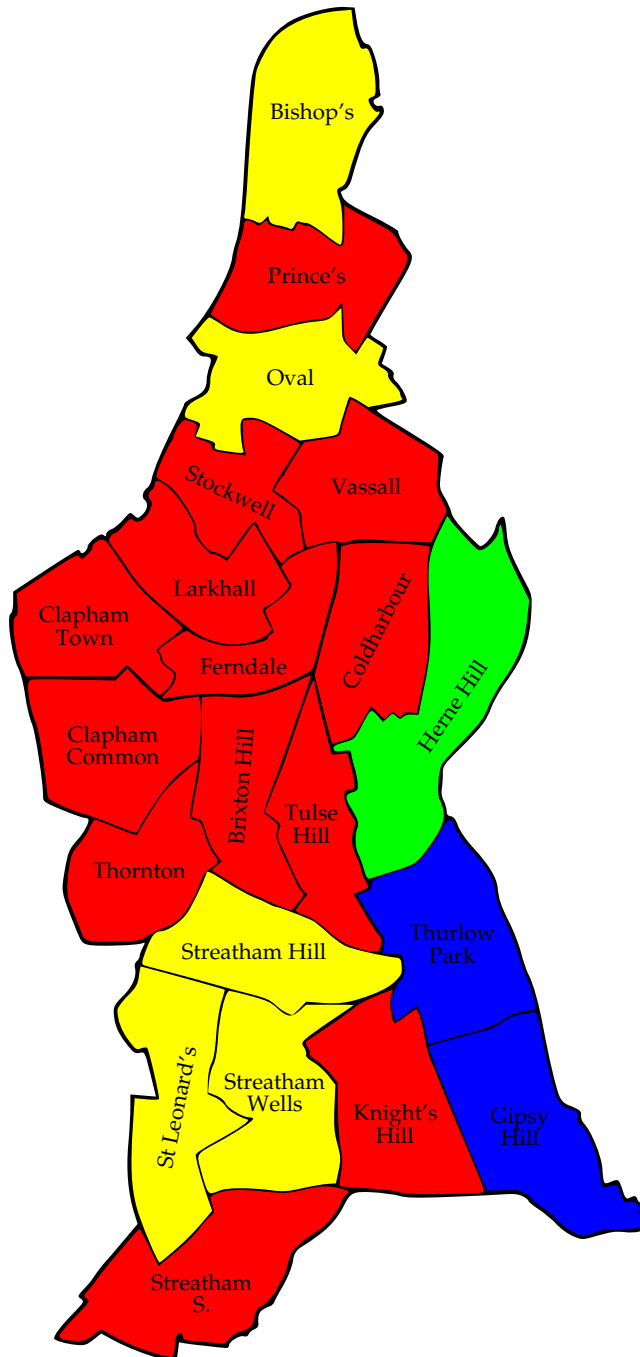 Bishop's
Prince's
Oval
Stockwell
Vassall
Larkhall
Clapham
Town
Ferndale
Coldharbour
Herne Hill
Clapham
Common
Brixton Hill
Tulse
Hill
Thornton
Streatham Hill
Thurlow
Park
St Leonard's
Streatham
Wells
Knight's
Hill
Gipsy
Hill
Streatham
S.